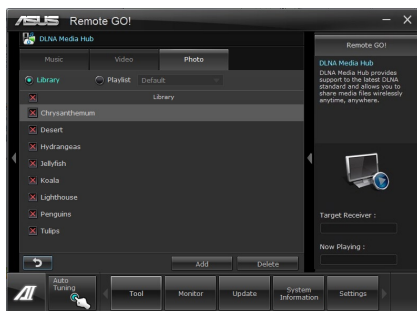 ASUS Remote GO!
DLNA Media Hub
Music Video Photo
Library Playlist Default
Library
Chrysanthemum
Desert
Hydrangeas
Jellyfish
Koala
Lighthouse
Penguins
Tulips
Add Delete
Remote GO!
DLNA Media Hub
DLNA Media Hub provides
support to the latest DLNA
standard and allows you to
share media files wirelessly
anytime, anywhere.
Target Receiver :
Now Playing :
Auto
Tuning
Tool Monitor Update System
Information Settings